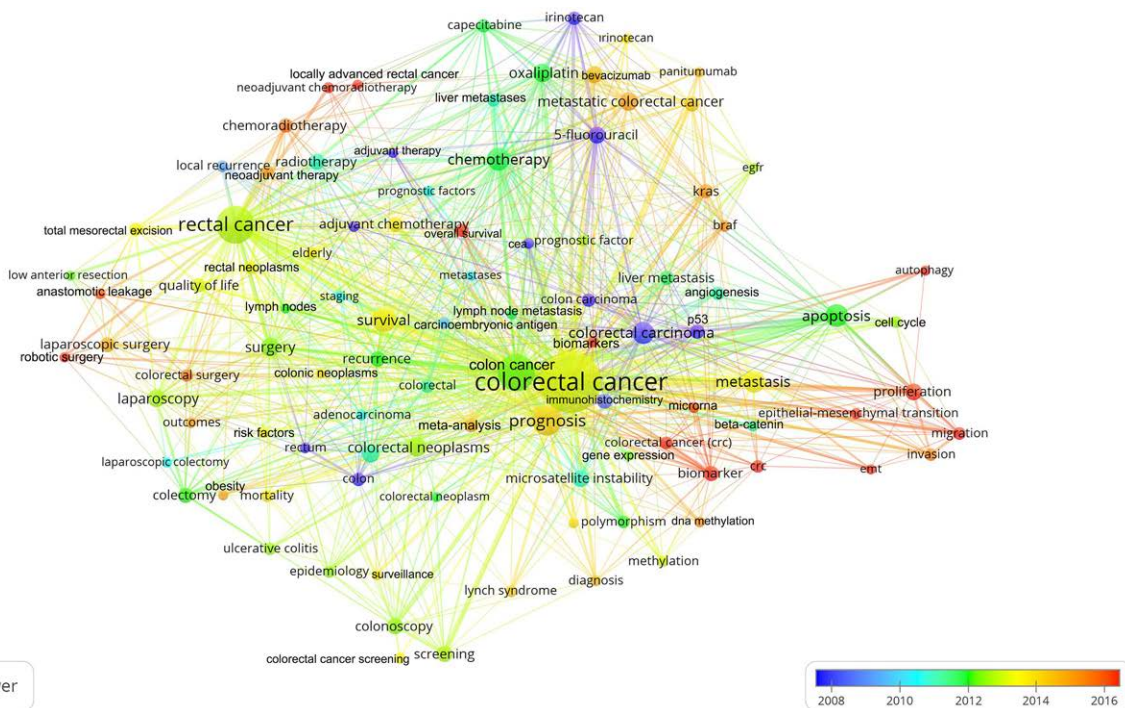 irinotecan
capecitabine
irinotecan
locally advanced rectal cancer
oxaliplatin
bevacizumab
panitumumab
neoadjuvant chemoradiotherapy
liver metastases
metastatic colorectal cancer
chemoradiotherapy
5-fluorouracil
adjuvant therapy
local recurrence
radiotherapy
chemotherapy
egfr
neoadjuvant therapy
prognostic factors
kras
total mesorectal excision
rectal cancer
adjuvant chemotherapy
overall survival
braf
cea
prognostic factor
elderly
low anterior resection
rectal neoplasms
metastases
liver metastasis
autophagy
anastomotic leakage
quality of life
staging
colon carcinoma
angiogenesis
lymph nodes
lymph node metastasis
survival
carcinoembryonic antigen
colorectal carcinoma
p53
apoptosis
cell cycle
laparoscopic surgery
surgery
biomarkers
robotic surgery
recurrence
colon cancer
colorectal surgery
colonic neoplasms
colorectal
colorectal cancer
metastasis
laparoscopy
immunohistochemistry
microrna
proliferation
outcomes
adenocarcinoma
meta-analysis
prognosis
beta-catenin
epithelial-mesenchymal transition
risk factors
rectum
colorectal neoplasms
colorectal cancer (crc)
migration
gene expression
invasion
laparoscopic colectomy
colon
microsatellite instability
biomarker
crc
emt
obesity
colectomy
mortality
colorectal neoplasm
polymorphism
dna methylation
ulcerative colitis
methylation
epidemiology
surveillance
lynch syndrome
diagnosis
colonoscopy
colorectal cancer screening
screening
er
2008
2010
2012
2014
2016